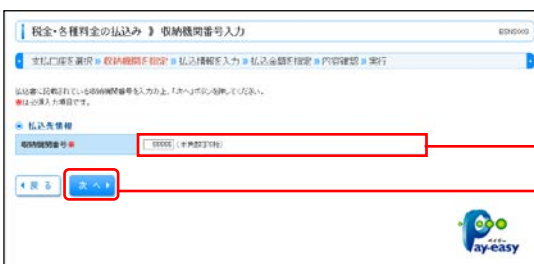 税金・各種料金の払込み 》 収納機関番号入力
支払口座を選択 » 収納機関を指定 » 払込情報を入力 » 払込金額を指定 » 内容確認 » 実行
払込書に記載されている収納機関番号を入力の上、「次へ」ボタンを押してください。
※は必須入力項目です。
払込先情報
収納機関番号※ (半角数字5桁)
戻る 次へ
Pay-easy